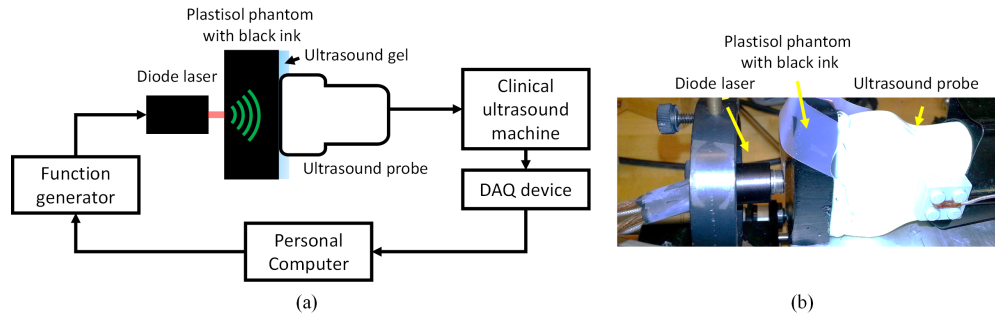 Plastisol phantom
with black ink
Ultrasound gel
Diode laser
Clinical
ultrasound
machine
Ultrasound probe
Function
generator
DAQ device
Personal
Computer
(a)
Plastisol phantom
with black ink
Diode laser
Ultrasound probe
(b)